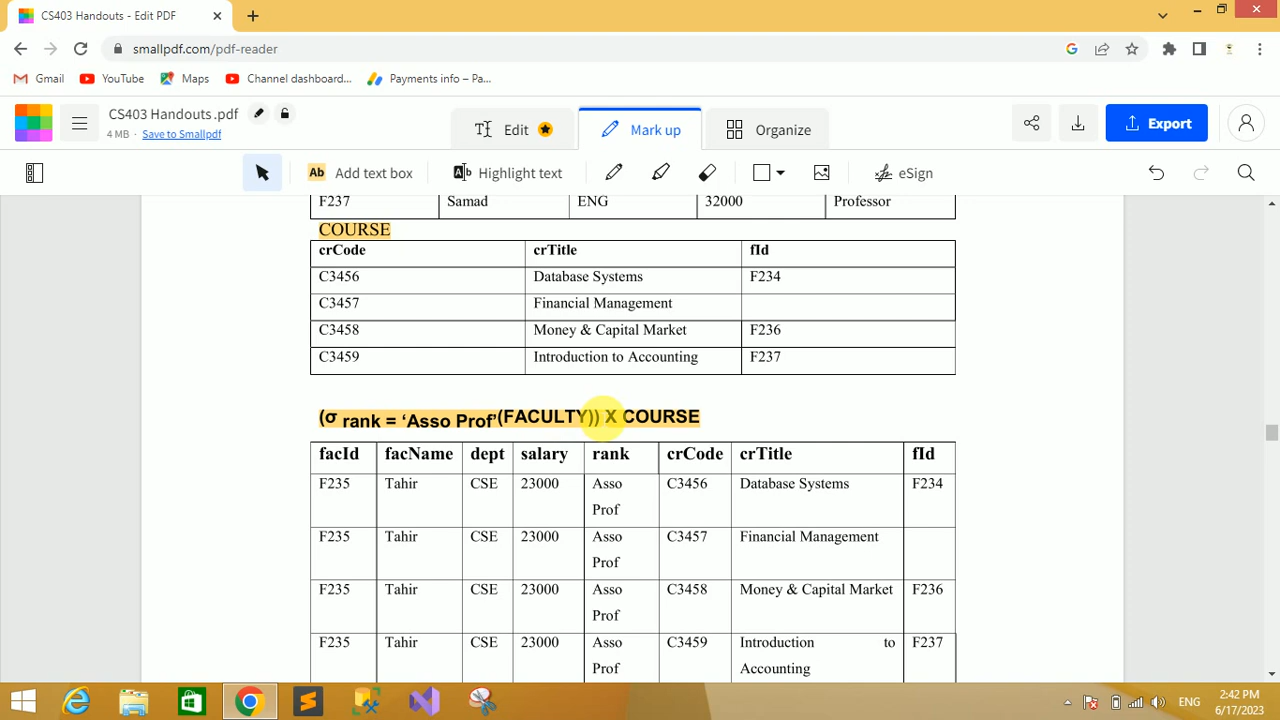 CS403 Handouts - Edit PDF
smallpdf.com/pdf-reader
Gmail YouTube Maps Channel dashboard... Payments info – Pa...
CS403 Handouts .pdf
4 MB · Save to Smallpdf
Edit Mark up Organize Export
Ab Add text box Highlight text eSign
F237 Samad ENG 32000 Professor
COURSE
crCode crTitle fId
C3456 Database Systems F234
C3457 Financial Management
C3458 Money & Capital Market F236
C3459 Introduction to Accounting F237
(σ rank = ‘Asso Prof’(FACULTY)) X COURSE
facId facName dept salary rank crCode crTitle fId
F235 Tahir CSE 23000 Asso Prof C3456 Database Systems F234
F235 Tahir CSE 23000 Asso Prof C3457 Financial Management
F235 Tahir CSE 23000 Asso Prof C3458 Money & Capital Market F236
F235 Tahir CSE 23000 Asso Prof C3459 Introduction to Accounting F237
ENG
2:42 PM
6/17/2023